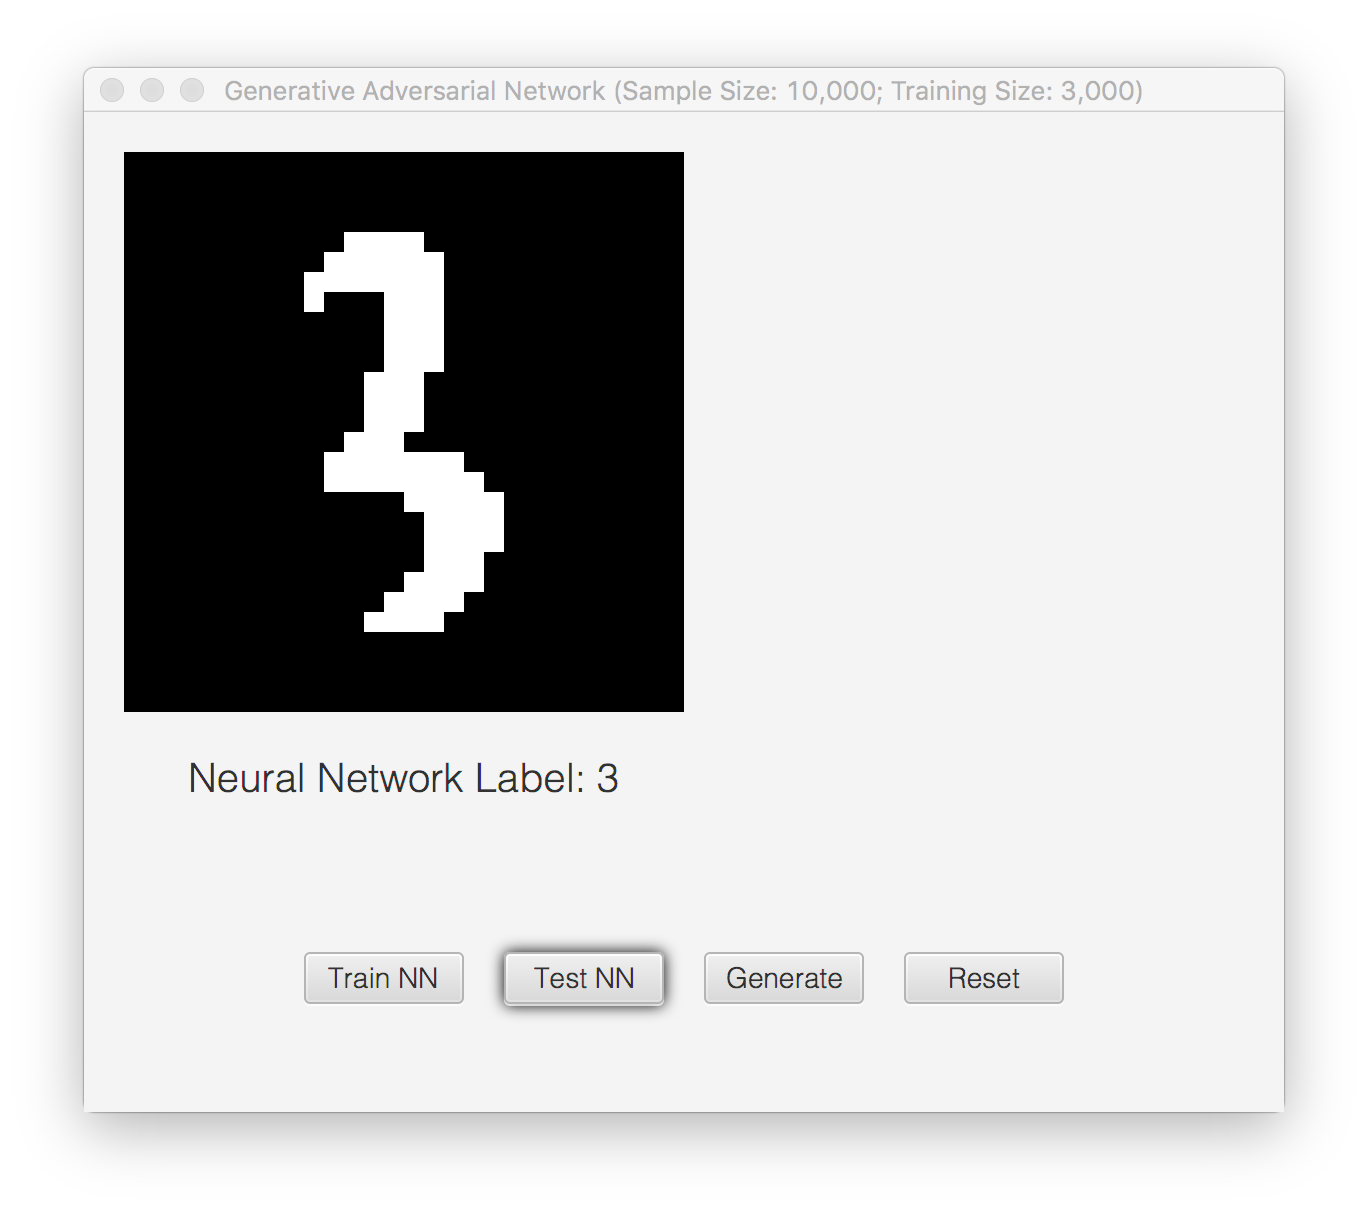 Generative Adversarial Network (Sample Size: 10,000; Training Size: 3,000)
3
Neural Network Label: 3
Train NN
Test NN
Generate
Reset